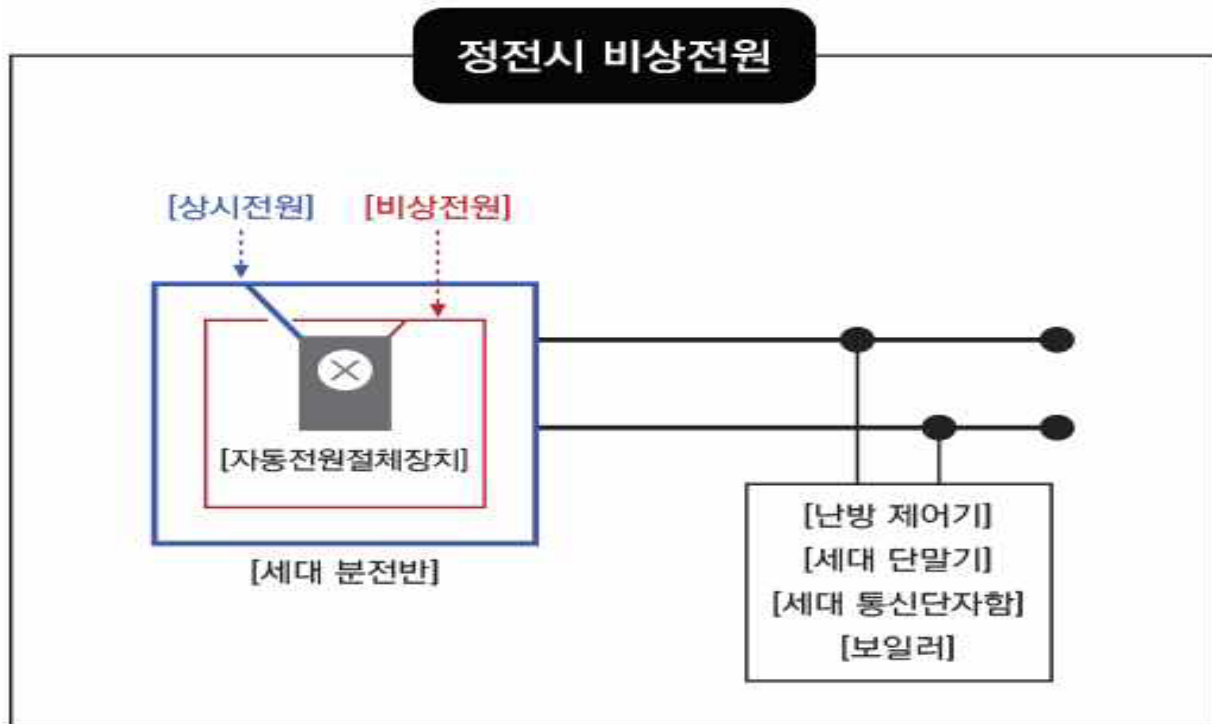 정전시 비상전원
[상시전원] [비상전원]
[자동전원절체장치]
[세대 분전반]
[난방 제어기]
[세대 단말기]
[세대 통신단자함]
[보일러]